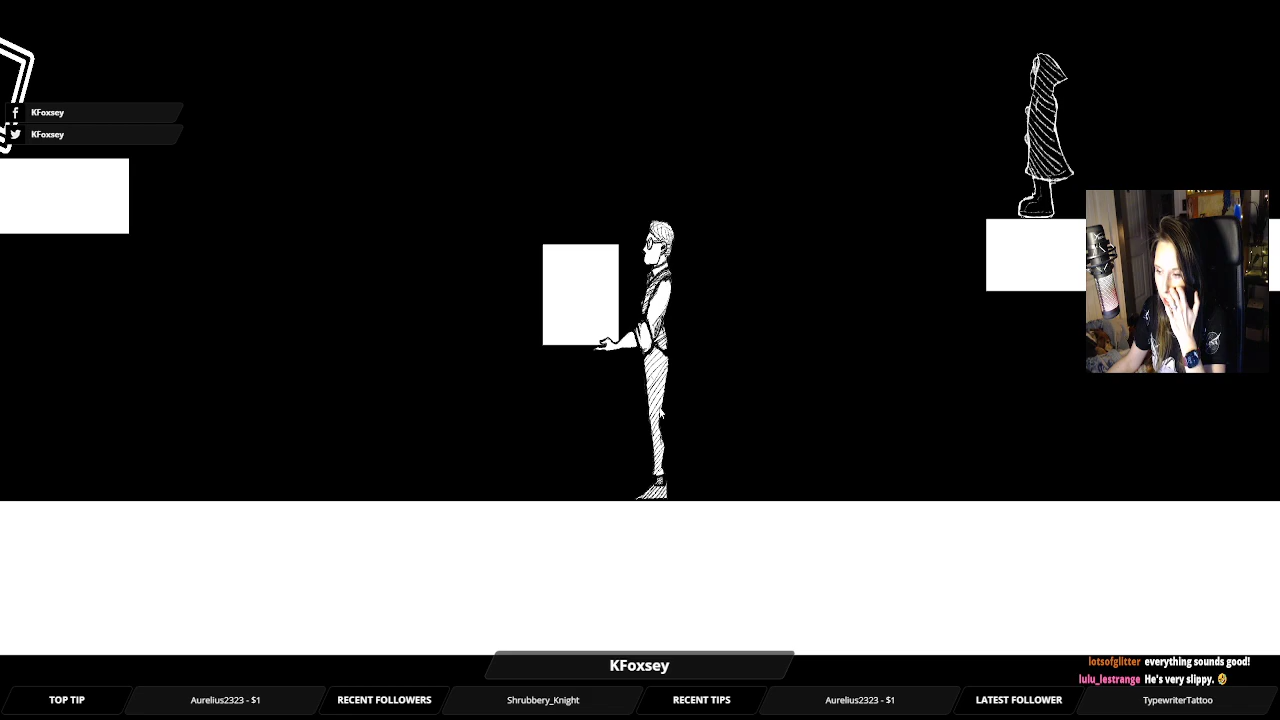 KFoxsey
KFoxsey
KFoxsey
lotsofglitter everything sounds good!
lulu_lestrange He's very slippy. 🤣
TOP TIP Aurelius2323 - $1 RECENT FOLLOWERS Shrubbery_Knight RECENT TIPS Aurelius2323 - $1 LATEST FOLLOWER TypewriterTattoo